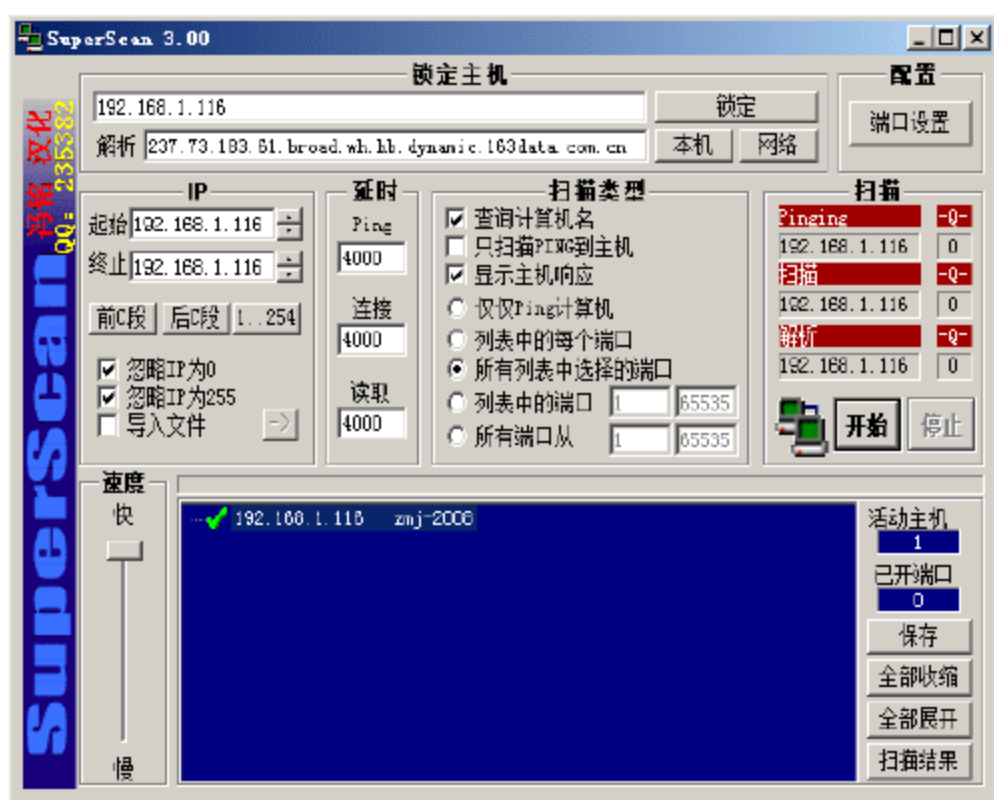 SuperScan 3.00
锁定主机
192.168.1.116
锁定
解析 237.73.183.61.broad.wh.hb.dynamic.163data.com.cn
本机 网络
配置
端口设置
汉化
QQ: 235382
SuperScan
IP
起始 192.168.1.116
终止 192.168.1.116
前C段 后C段 1..254
忽略IP为0
忽略IP为255
导入文件 ->
延时
Ping
4000
连接
4000
读取
4000
扫描类型
查询计算机名
只扫描PING到主机
显示主机响应
仅仅Ping计算机
列表中的每个端口
所有列表中选择的端口
列表中的端口 1 65535
所有端口从 1 65535
扫描
Pinging -Q-
192.168.1.116 0
扫描 -Q-
192.168.1.116 0
解析 -Q-
192.168.1.116 0
开始 停止
速度
快
慢
192.168.1.116 zmj-2008
活动主机
1
已开端口
0
保存
全部收缩
全部展开
扫描结果